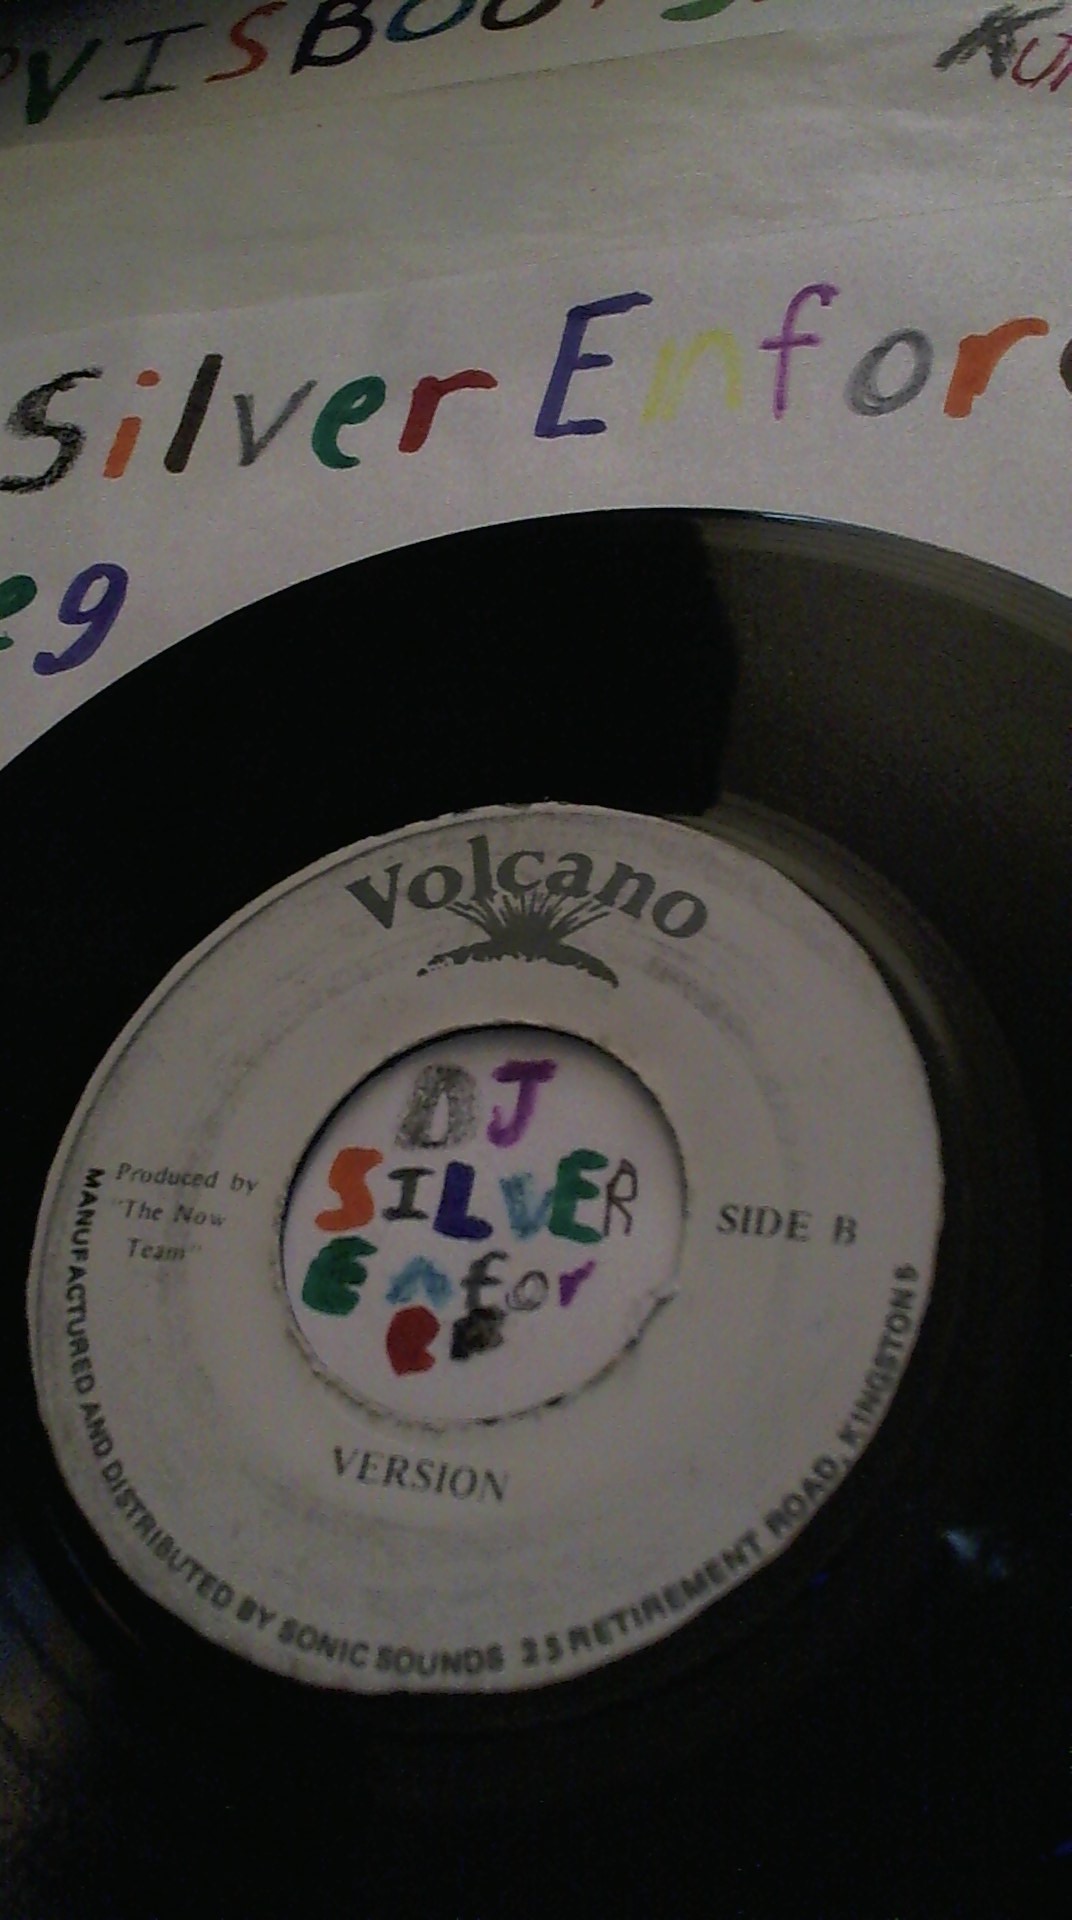 VISBOO
Silver Enfor
eg
Volcano
DJ
SILVER
Enfor
Produced by
"The Now
Team"
SIDE B
VERSION
MANUFACTURED AND DISTRIBUTED BY SONIC SOUNDS 25 RETIREMENT ROAD, KINGSTON 5